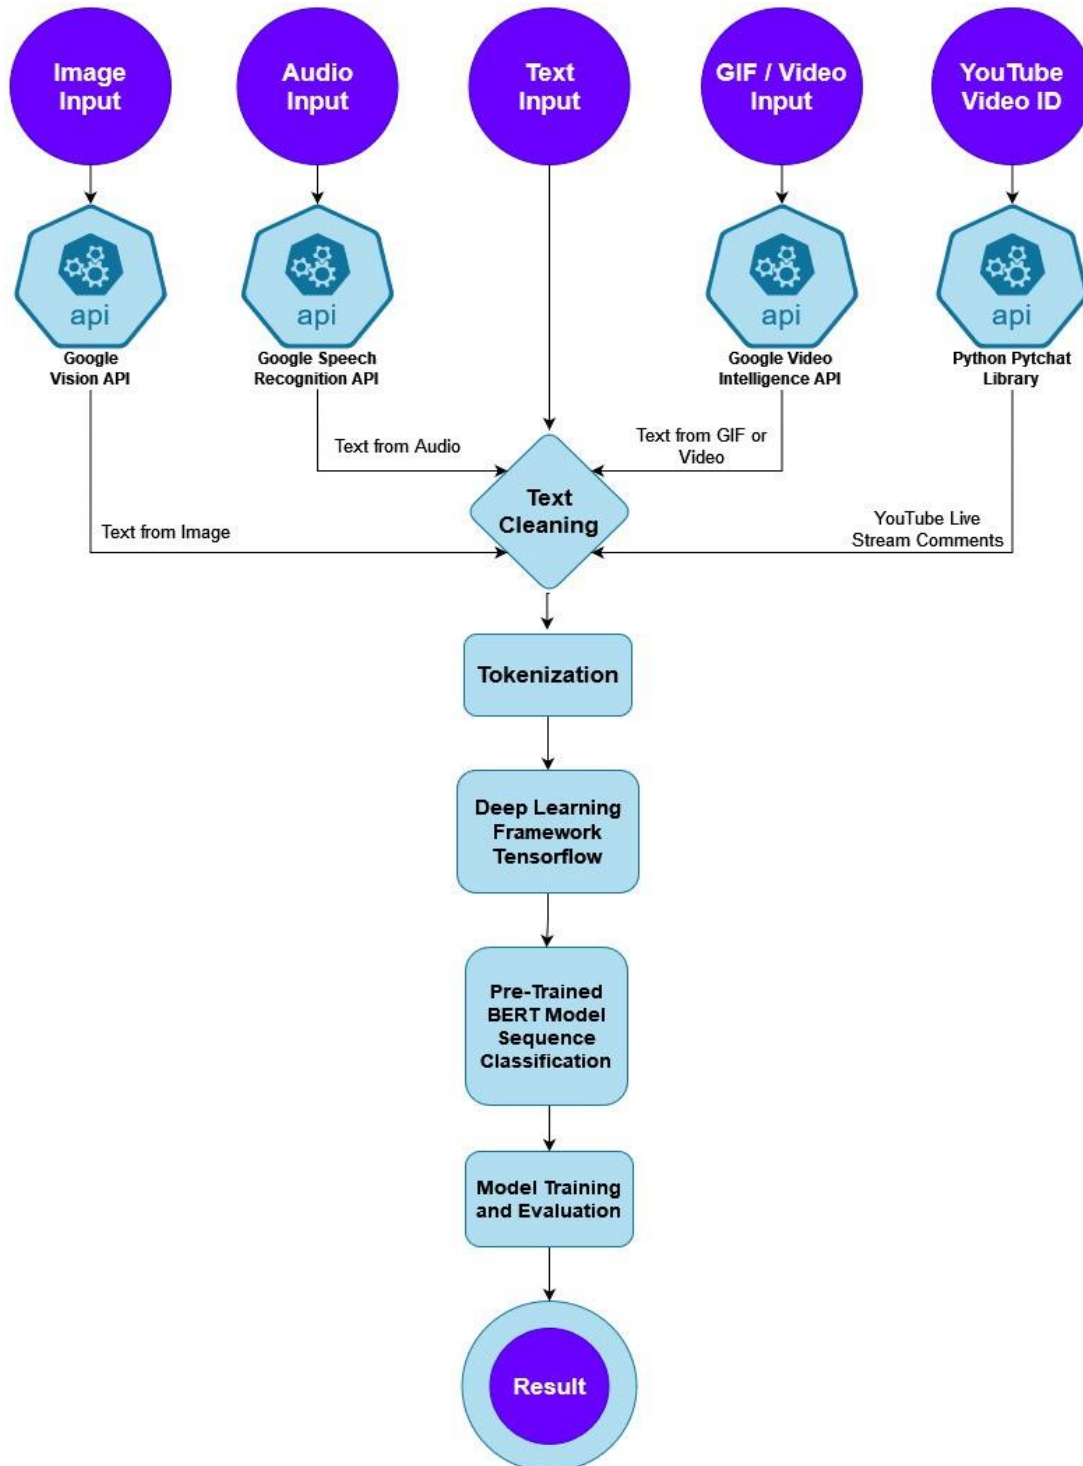 Image
Input
Audio
Input
Text
Input
GIF / Video
Input
YouTube
Video ID
api
Google
Vision API
api
Google Speech
Recognition API
api
Google Video
Intelligence API
api
Python Pytchat
Library
Text from Audio
Text from GIF or
Video
Text from Image
YouTube Live
Stream Comments
Text
Cleaning
Tokenization
Deep Learning
Framework
Tensorflow
Pre-Trained
BERT Model
Sequence
Classification
Model Training
and Evaluation
Result